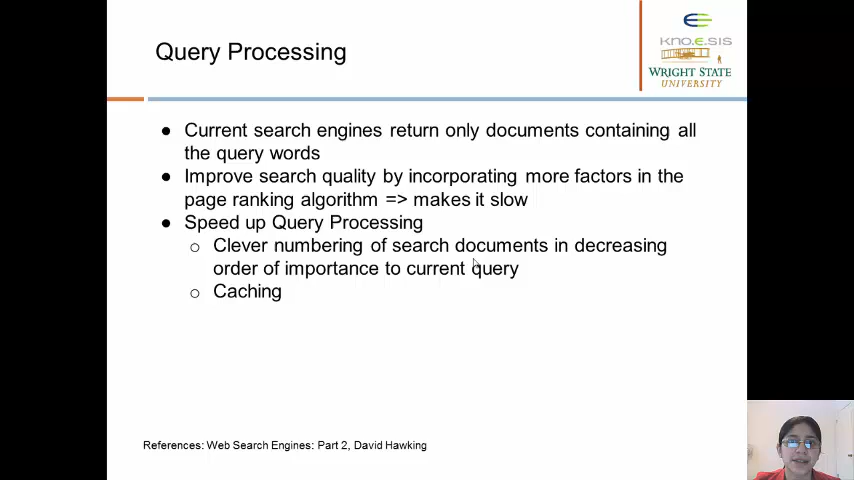 Query Processing
kno.e.sis
WRIGHT STATE
UNIVERSITY
● Current search engines return only documents containing all
the query words
● Improve search quality by incorporating more factors in the
page ranking algorithm => makes it slow
● Speed up Query Processing
○ Clever numbering of search documents in decreasing
order of importance to current query
○ Caching
References: Web Search Engines: Part 2, David Hawking